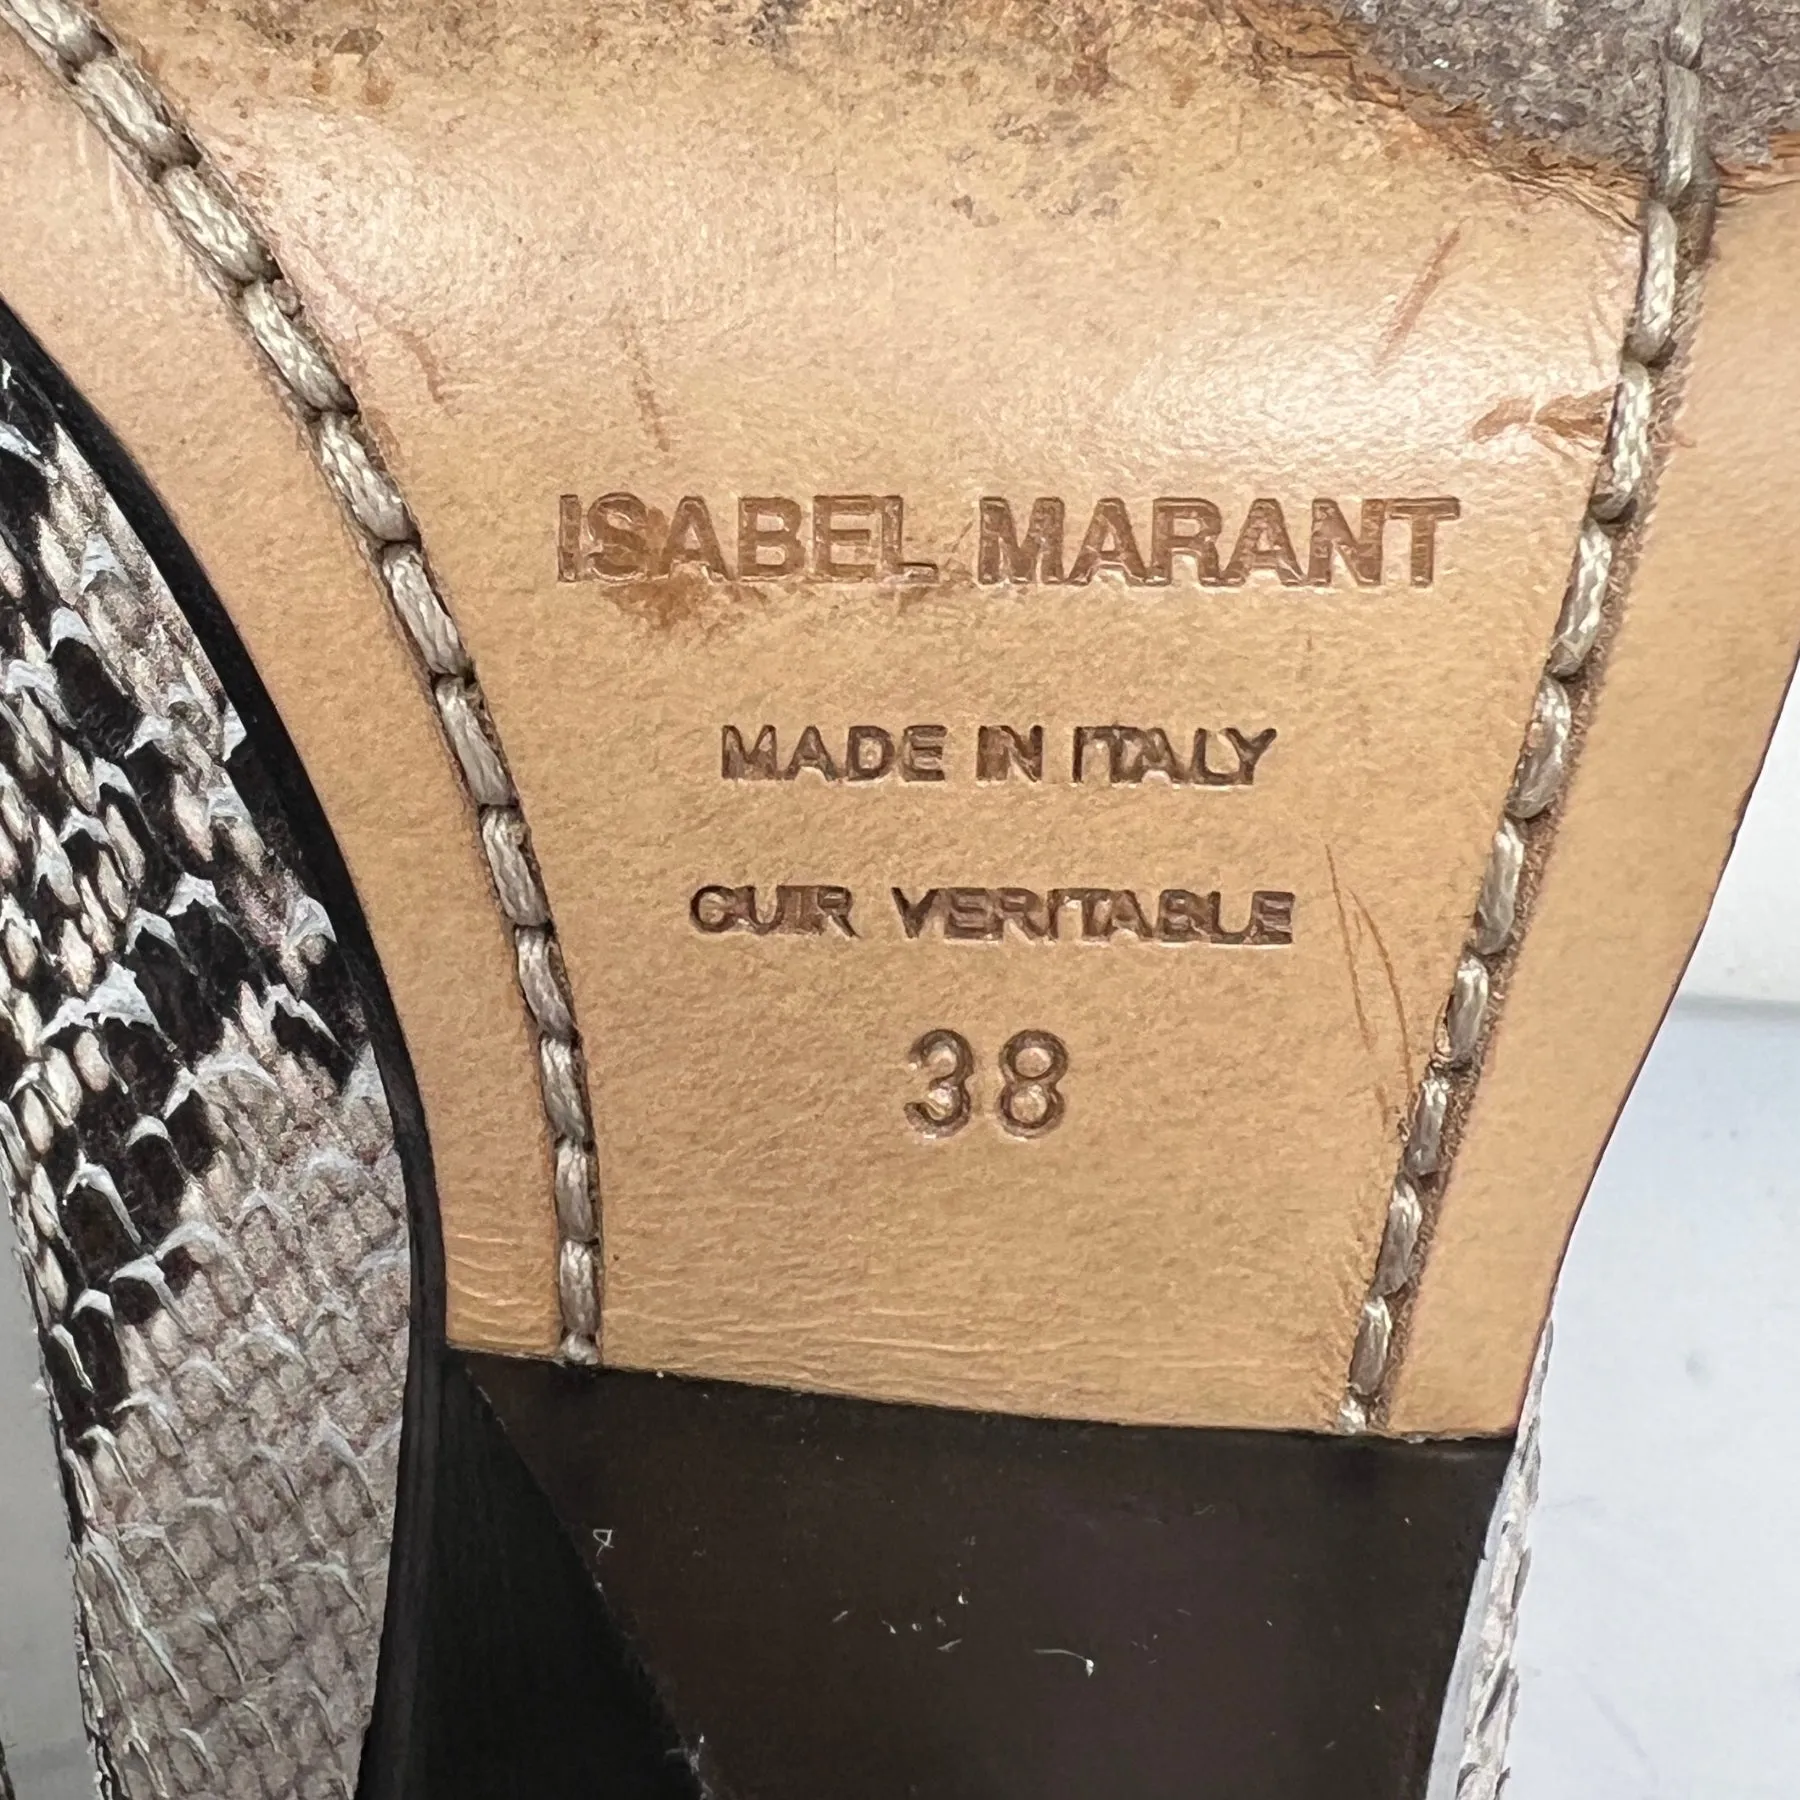 ISABEL MARANT
MADE IN ITALY
CUIR VERITABLE
38